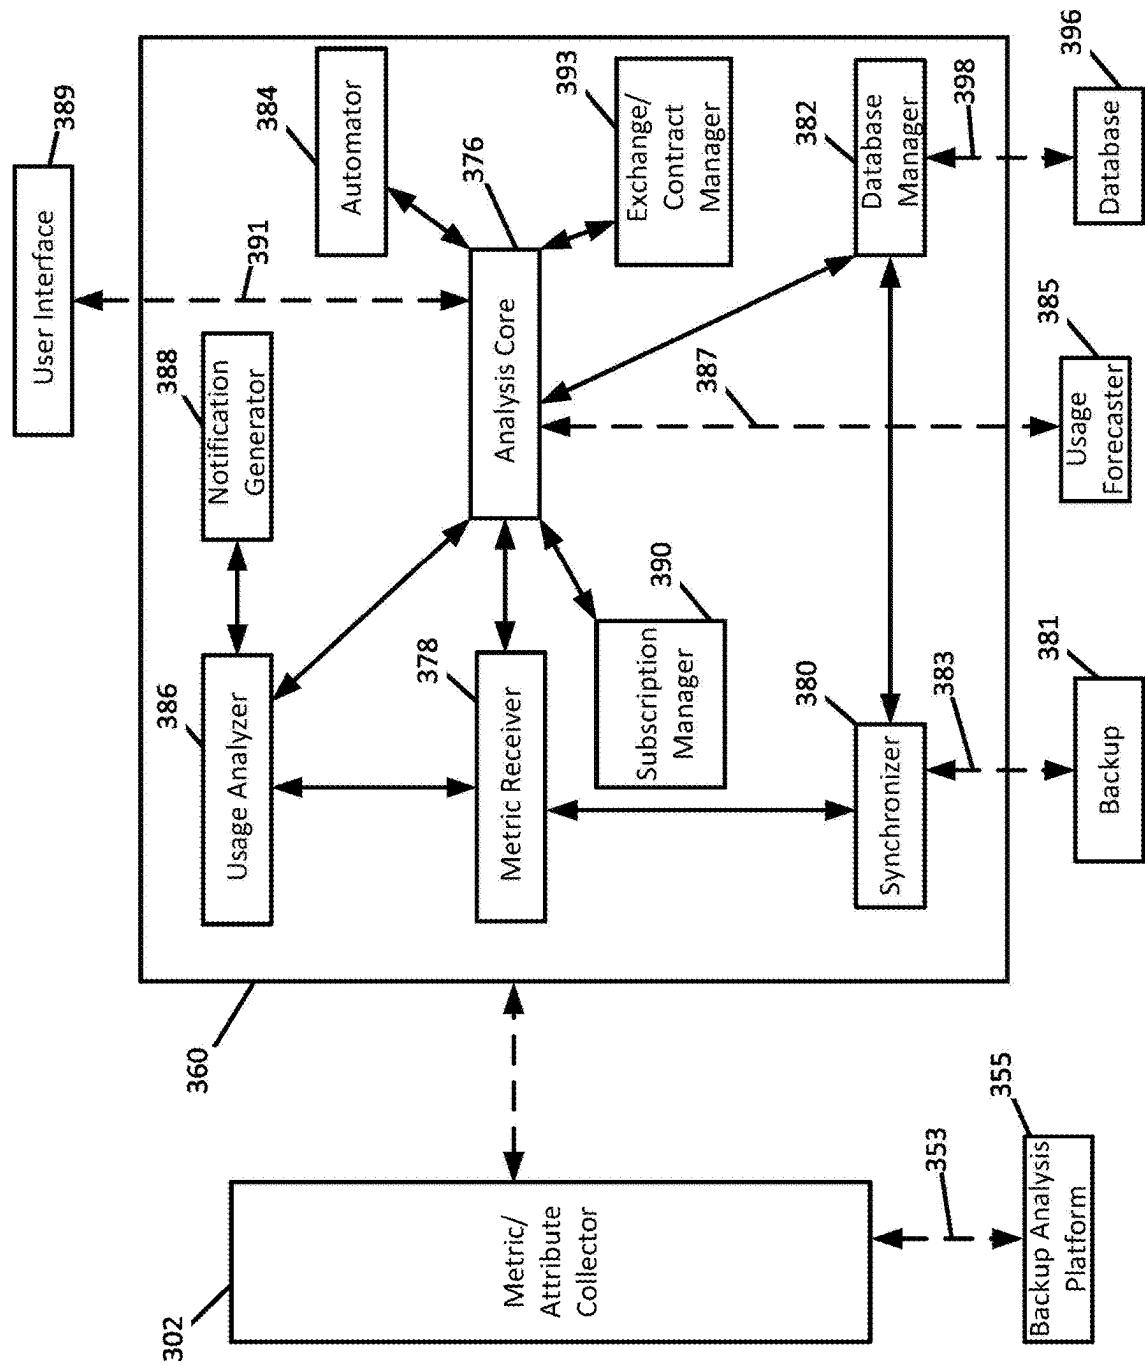 User Interface
389
302
360
386
388
Usage Analyzer
Notification
Generator
391
384
Automator
Metric/
Attribute
Collector
378
Metric Receiver
Analysis Core
376
393
Exchange/
Contract
Manager
390
Subscription
Manager
387
380
Synchronizer
382
Database
Manager
353
383
398
355
Backup Analysis
Platform
381
Backup
385
Usage
Forecaster
396
Database